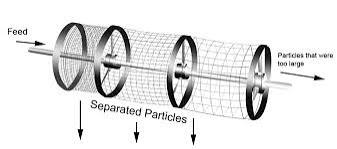 Feed
Particles that were
too large
Separated Particles